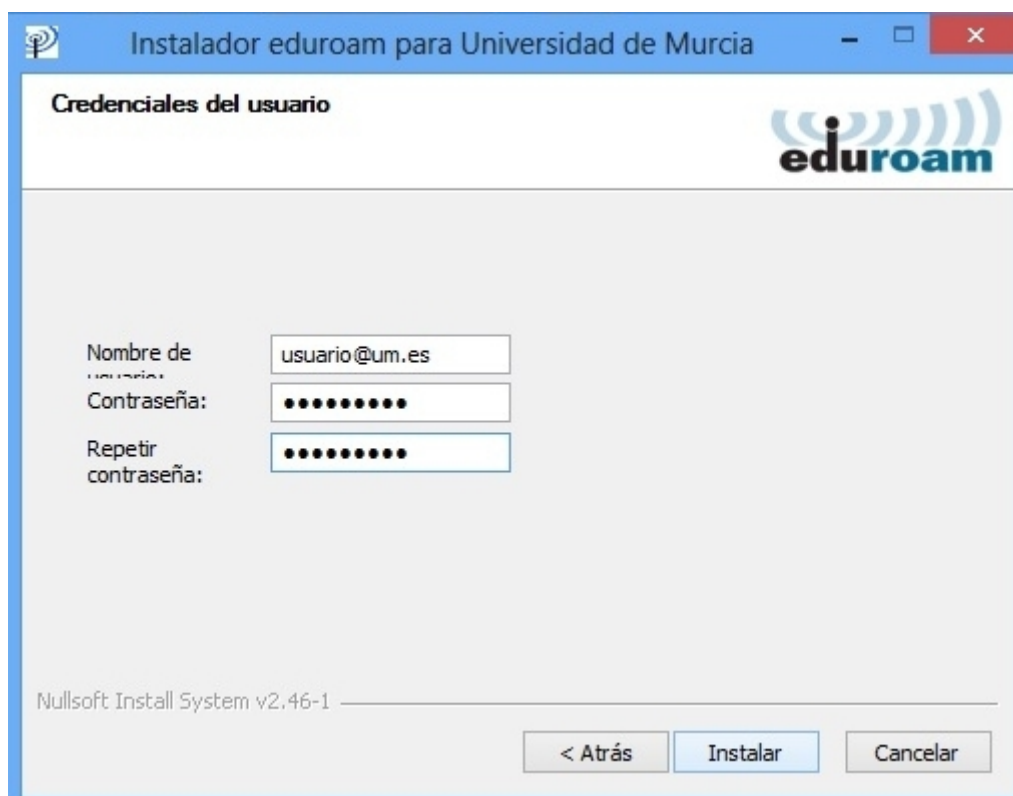 Instalador eduroam para Universidad de Murcia
Credenciales del usuario
eduroam
Nombre de
usuario:
usuario@um.es
Contraseña:
●●●●●●●●●
Repetir
contraseña:
●●●●●●●●●
Nullsoft Install System v2.46-1
< Atrás
Instalar
Cancelar